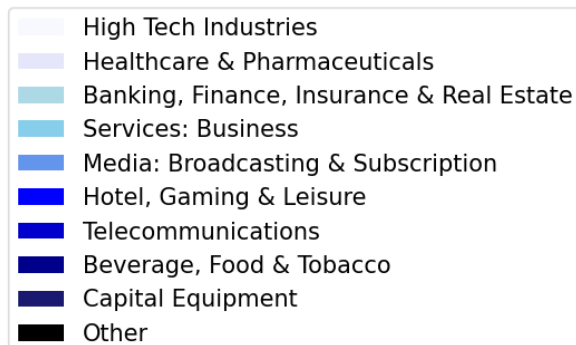 High Tech Industries
Healthcare & Pharmaceuticals
Banking, Finance, Insurance & Real Estate
Services: Business
Media: Broadcasting & Subscription
Hotel, Gaming & Leisure
Telecommunications
Beverage, Food & Tobacco
Capital Equipment
Other